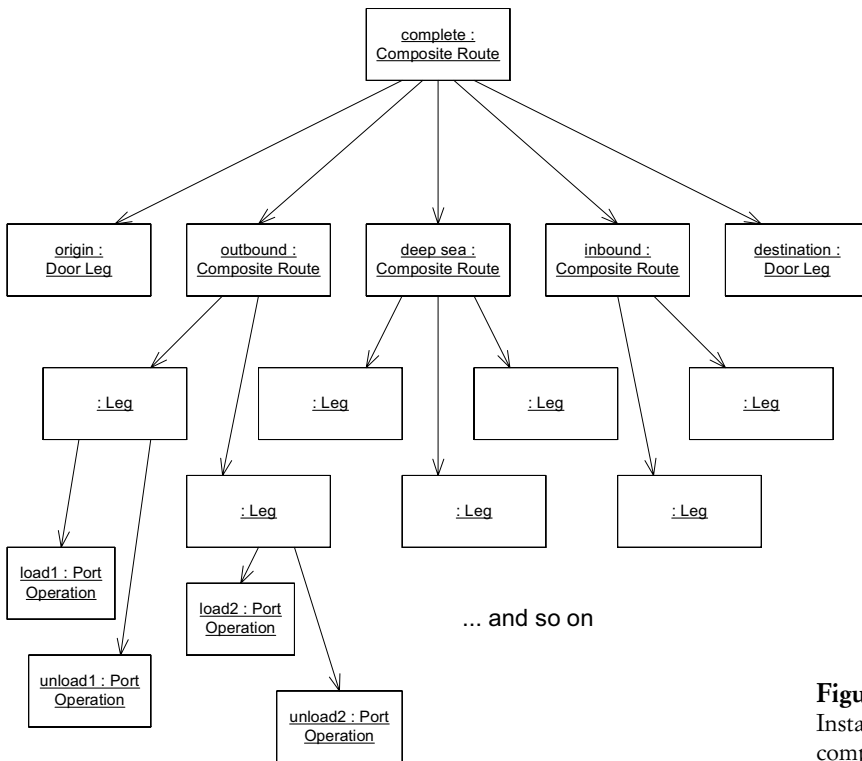 complete :
Composite Route
origin :
Door Leg
outbound :
Composite Route
deep sea :
Composite Route
inbound :
Composite Route
destination :
Door Leg
: Leg
: Leg
: Leg
: Leg
: Leg
: Leg
: Leg
load1 : Port
Operation
load2 : Port
Operation
... and so on
unload1 : Port
Operation
unload2 : Port
Operation